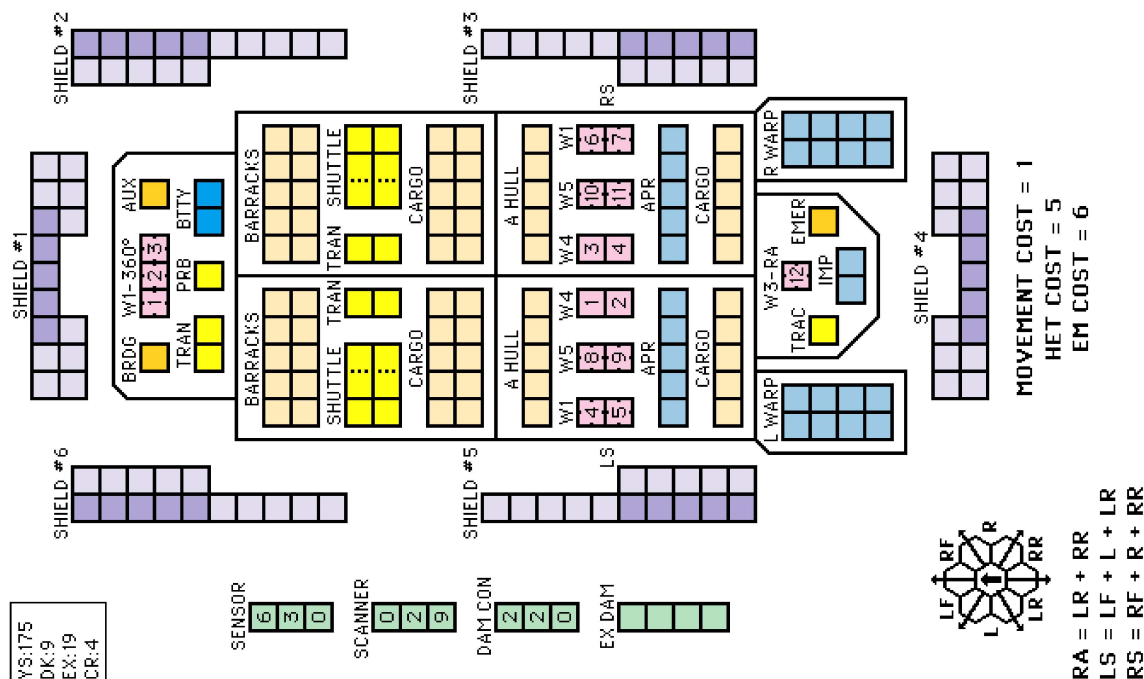 YS:175
DK:9
EX:19
CR:4
SHIELD #1
SHIELD #2
SHIELD #6
BRDG
W1-360°
AUX
1 2 3
TRAN
PRB
BTTY
BARRACKS
BARRACKS
SHUTTLE
TRAN
TRAN
SHUTTLE
CARGO
CARGO
SENSOR
6
3
0
SCANNER
0
2
9
DAM CON
2
2
0
EX DAM
SHIELD #5
LS
SHIELD #3
RS
A HULL
A HULL
W1
W5
W4
W4
W5
W1
4
8
1
3
10
6
5
9
2
4
11
7
APR
APR
CARGO
CARGO
L WARP
R WARP
TRAC
W3-RA
12
IMP
EMER
SHIELD #4
MOVEMENT COST = 1
HET COST = 5
EM COST = 6
LF
RF
L
R
LR
RR
RA = LR + RR
LS = LF + L + LR
RS = RF + R + RR